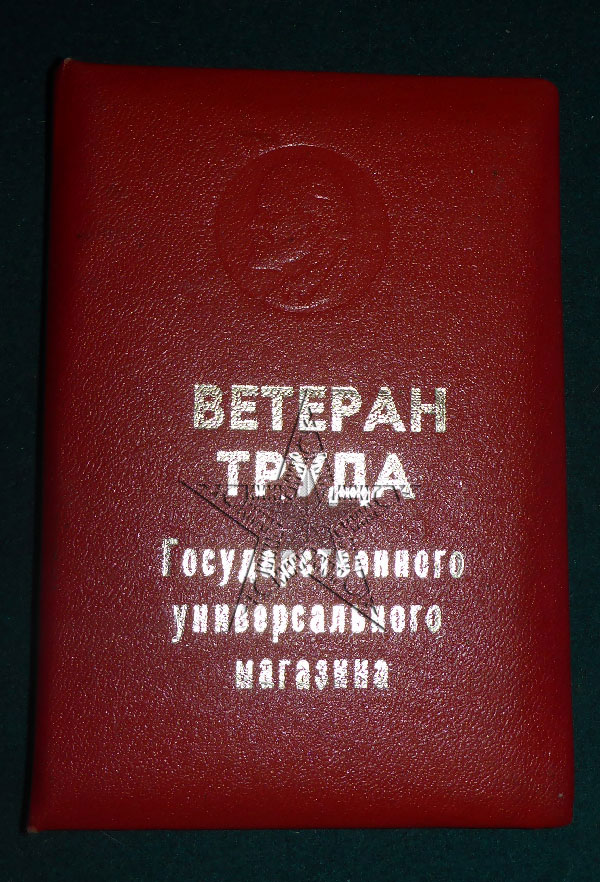 ВЕТЕРАН
ТРУДА
Государственного
универсального
магазина